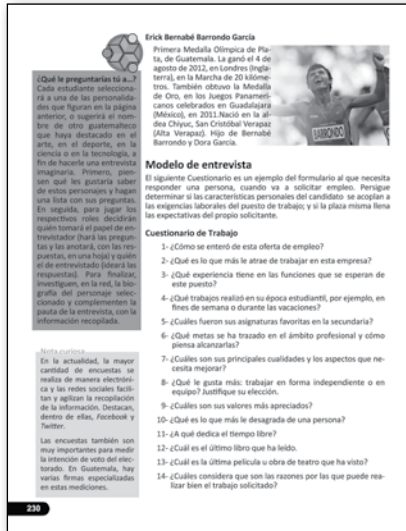 ¿Qué le preguntarías tú a...?
Cada estudiante selecciona-
rá a una de las personalida-
des que figuran en la página
anterior, o sugerirá el nom-
bre de otro guatemalteco
que haya destacado en el
arte, en el deporte, en la
ciencia o en la tecnología, a
fin de hacerle una entrevista
imaginaria. Primero, pien-
sen qué les gustaría saber
de estos personajes y hagan
una lista con sus preguntas.
En seguida, para jugar los
respectivos roles decidirán
quién tomará el papel de en-
trevistador (hará las pregun-
tas y las anotará, con las res-
puestas, en una hoja) y quién
el de entrevistado (ideará las
respuestas). Para finalizar,
investiguen, en la red, la bio-
grafía del personaje selec-
cionado y complementen la
pauta de la entrevista, con la
información recopilada.
Nota curiosa
En la actualidad, la mayor
cantidad de encuestas se
realiza de manera electróni-
ca y las redes sociales facili-
tan y agilizan la recopilación
de la información. Destacan,
dentro de ellas, Facebook y
Twitter.
Las encuestas también son
muy importantes para medir
la intención de voto del elec-
torado. En Guatemala, hay
varias firmas especializadas
en estas mediciones.
Erick Bernabé Barrondo García
Primera Medalla Olímpica de Pla-
ta, de Guatemala. La ganó el 4 de
agosto de 2012, en Londres (Ingla-
terra), en la Marcha de 20 kilóme-
tros. También obtuvo la Medalla
de Oro, en los Juegos Panameri-
canos celebrados en Guadalajara
(México), en 2011.Nació en la al-
dea Chiyuc, San Cristóbal Verapaz
(Alta Verapaz). Hijo de Bernabé
Barrondo y Dora García.
BARRONDO
Modelo de entrevista
El siguiente Cuestionario es un ejemplo del formulario al que necesita
responder una persona, cuando va a solicitar empleo. Persigue
determinar si las características personales del candidato se acoplan a
las exigencias laborales del puesto de trabajo; y si la plaza misma llena
las expectativas del propio solicitante.
Cuestionario de Trabajo
1- ¿Cómo se enteró de esta oferta de empleo?
2- ¿Qué es lo que más le atrae de trabajar en esta empresa?
3- ¿Qué experiencia tiene en las funciones que se esperan de
este puesto?
4- ¿Qué trabajos realizó en su época estudiantil, por ejemplo, en
fines de semana o durante las vacaciones?
5- ¿Cuáles fueron sus asignaturas favoritas en la secundaria?
6- ¿Qué metas se ha trazado en el ámbito profesional y cómo
piensa alcanzarlas?
7- ¿Cuáles son sus principales cualidades y los aspectos que ne-
cesita mejorar?
8- ¿Qué le gusta más: trabajar en forma independiente o en
equipo? Justifique su elección.
9- ¿Cuáles son sus valores más apreciados?
10- ¿Qué es lo que más le desagrada de una persona?
11- ¿A qué dedica el tiempo libre?
12- ¿Cuál es el último libro que ha leído.
13- ¿Cuál es la última película u obra de teatro que ha visto?
14- ¿Cuáles considera que son las razones por las que puede rea-
lizar bien el trabajo solicitado?
230